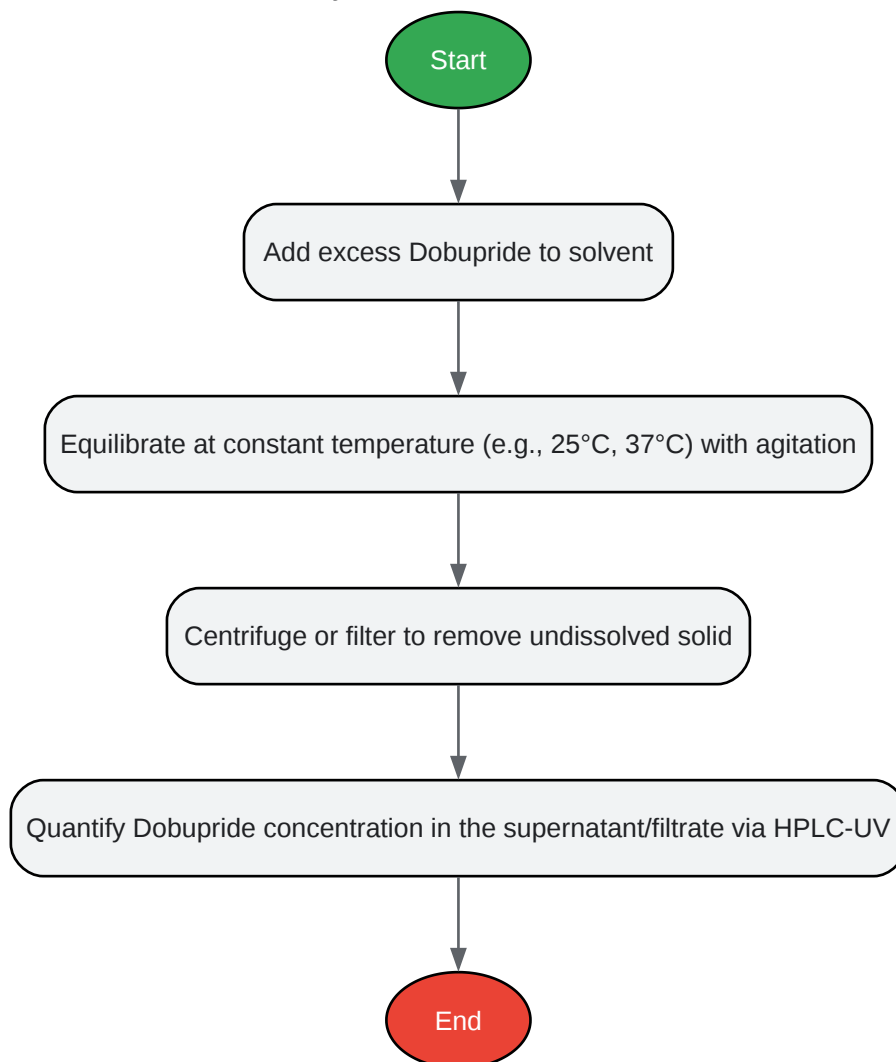 Start
Add excess Dobupride to solvent
Equilibrate at constant temperature (e.g., 25°C, 37°C) with agitation
Centrifuge or filter to remove undissolved solid
Quantify Dobupride concentration in the supernatant/filtrate via HPLC-UV
End